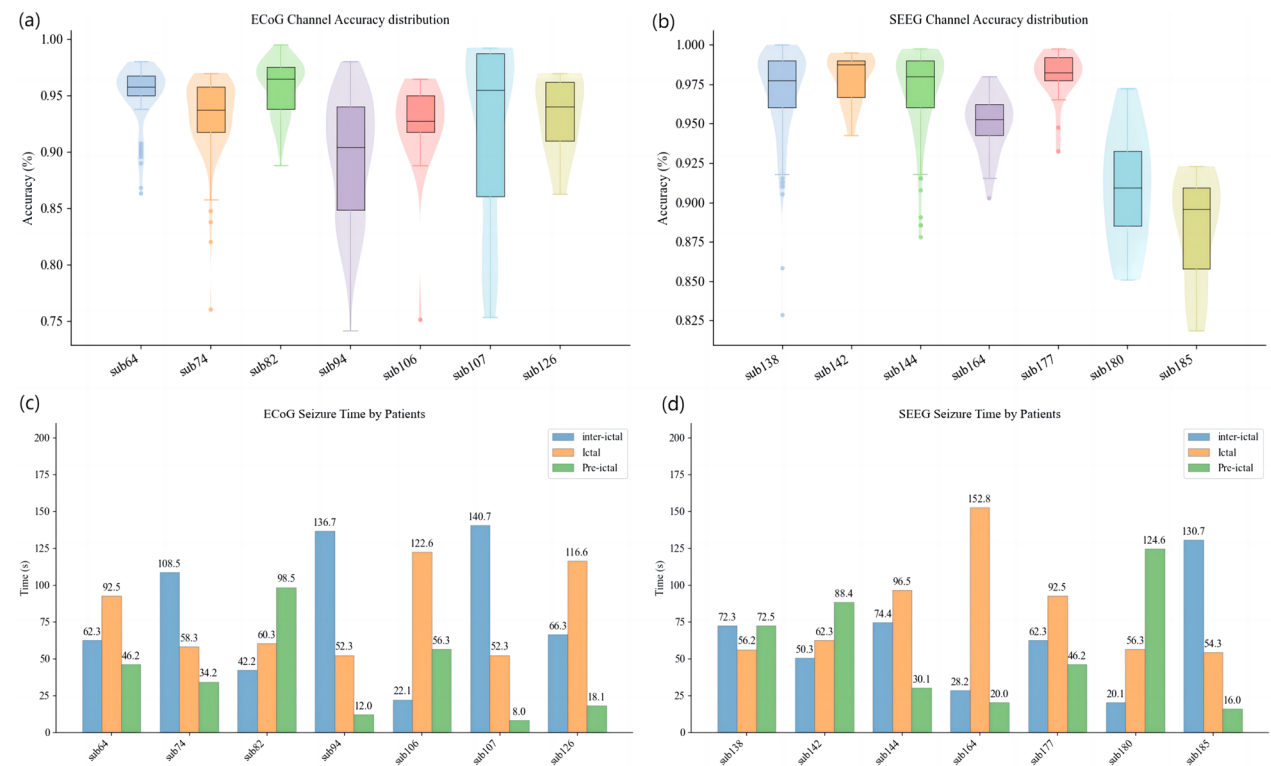 (a)
ECoG Channel Accuracy distribution
1.00
0.95
0.90
0.85
0.80
0.75
Accuracy (%)
sub64
sub74
sub82
sub94
sub106
sub107
sub126
(b)
SEEG Channel Accuracy distribution
1.000
0.975
0.950
0.925
0.900
0.875
0.850
0.825
Accuracy (%)
sub138
sub142
sub144
sub164
sub177
sub180
sub185
(c)
ECoG Seizure Time by Patients
inter-ictal
Ictal
Pre-ictal
200
175
150
125
100
75
50
25
0
Time (s)
62.3
92.5
46.2
108.5
58.3
34.2
42.2
60.3
98.5
136.7
52.3
12.0
22.1
122.6
56.3
140.7
52.3
8.0
66.3
116.6
18.1
sub64
sub74
sub82
sub94
sub106
sub107
sub126
(d)
SEEG Seizure Time by Patients
inter-ictal
Ictal
Pre-ictal
200
175
150
125
100
75
50
25
0
Time (s)
72.3
56.2
72.5
50.3
62.3
88.4
74.4
96.5
30.1
28.2
152.8
20.0
62.3
92.5
46.2
20.1
56.3
124.6
130.7
54.3
16.0
sub138
sub142
sub144
sub164
sub177
sub180
sub185